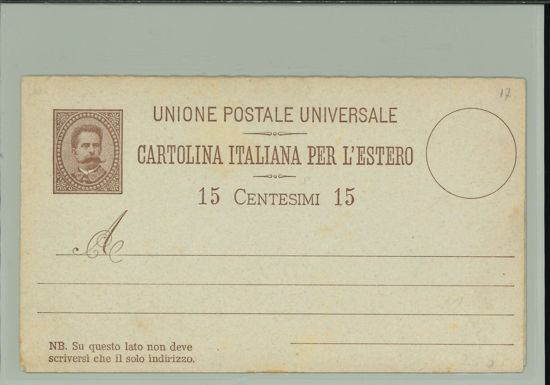 17
UNIONE POSTALE UNIVERSALE
CARTOLINA ITALIANA PER L'ESTERO
15 CENTESIMI 15
A
NB. Su questo lato non deve
scriversi che il solo indirizzo.